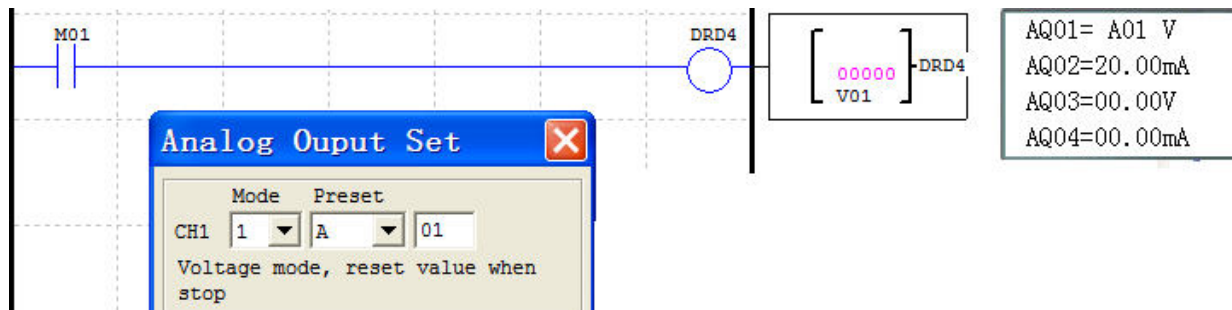 M01
DRD4
00000
V01
DRD4
AQ01= A01 V
AQ02=20.00mA
AQ03=00.00V
AQ04=00.00mA
Analog Ouput Set
Mode Preset
CH1 1 A 01
Voltage mode, reset value when
stop